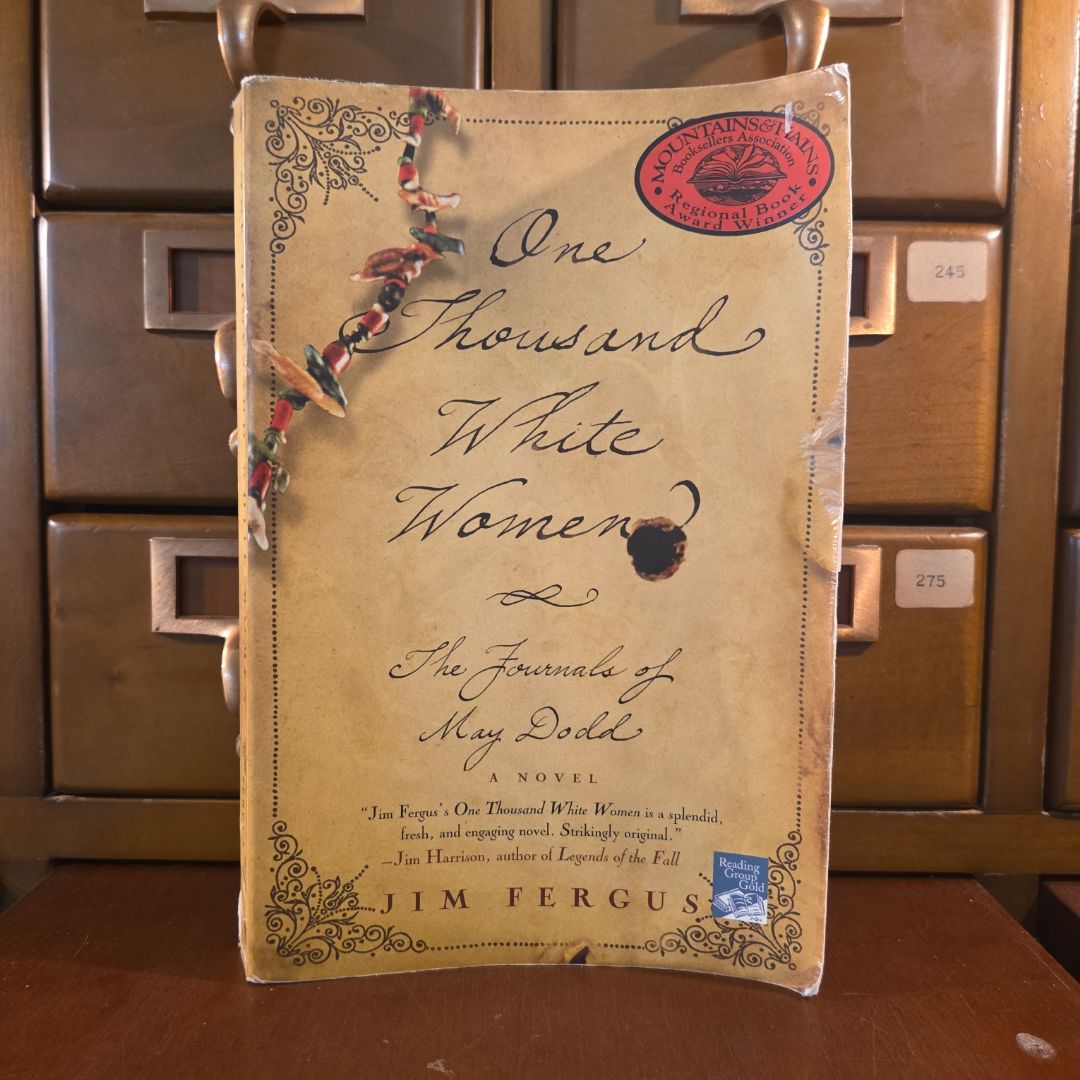 MOUNTAINS & PLAINS
Booksellers Association
Regional Book
Award Winner
One
Thousand
White
Women
The Journals of
May Dodd
A NOVEL
“Jim Fergus’s One Thousand White Women is a splendid,
fresh, and engaging novel. Strikingly original.”
—Jim Harrison, author of Legends of the Fall
JIM FERGUS
Reading
Group
Gold
245
275